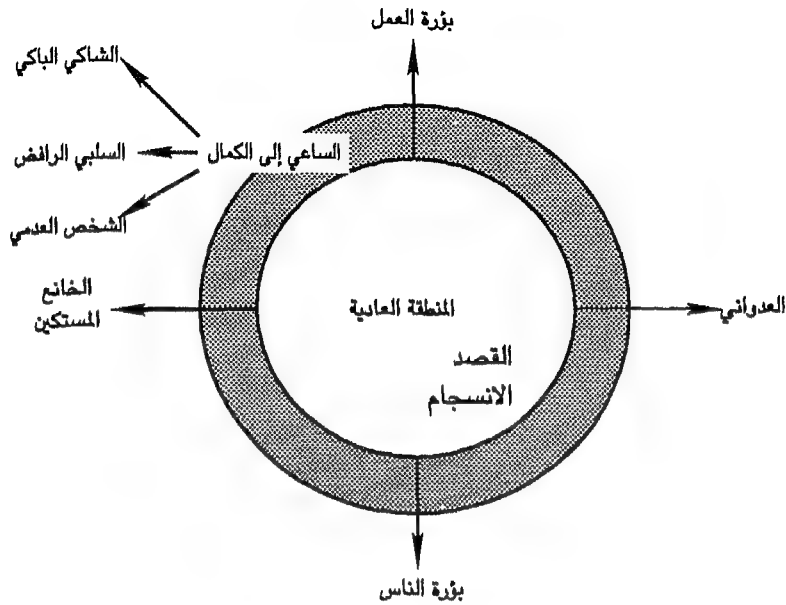 بؤرة العمل
الشاكي الباكي
الساعي إلى الكمال
السلبي الرافض
الشخص العدمي
العدواني
المنطقة العادية
الخانع
المستكين
القصد
الانسجام
بؤرة الناس